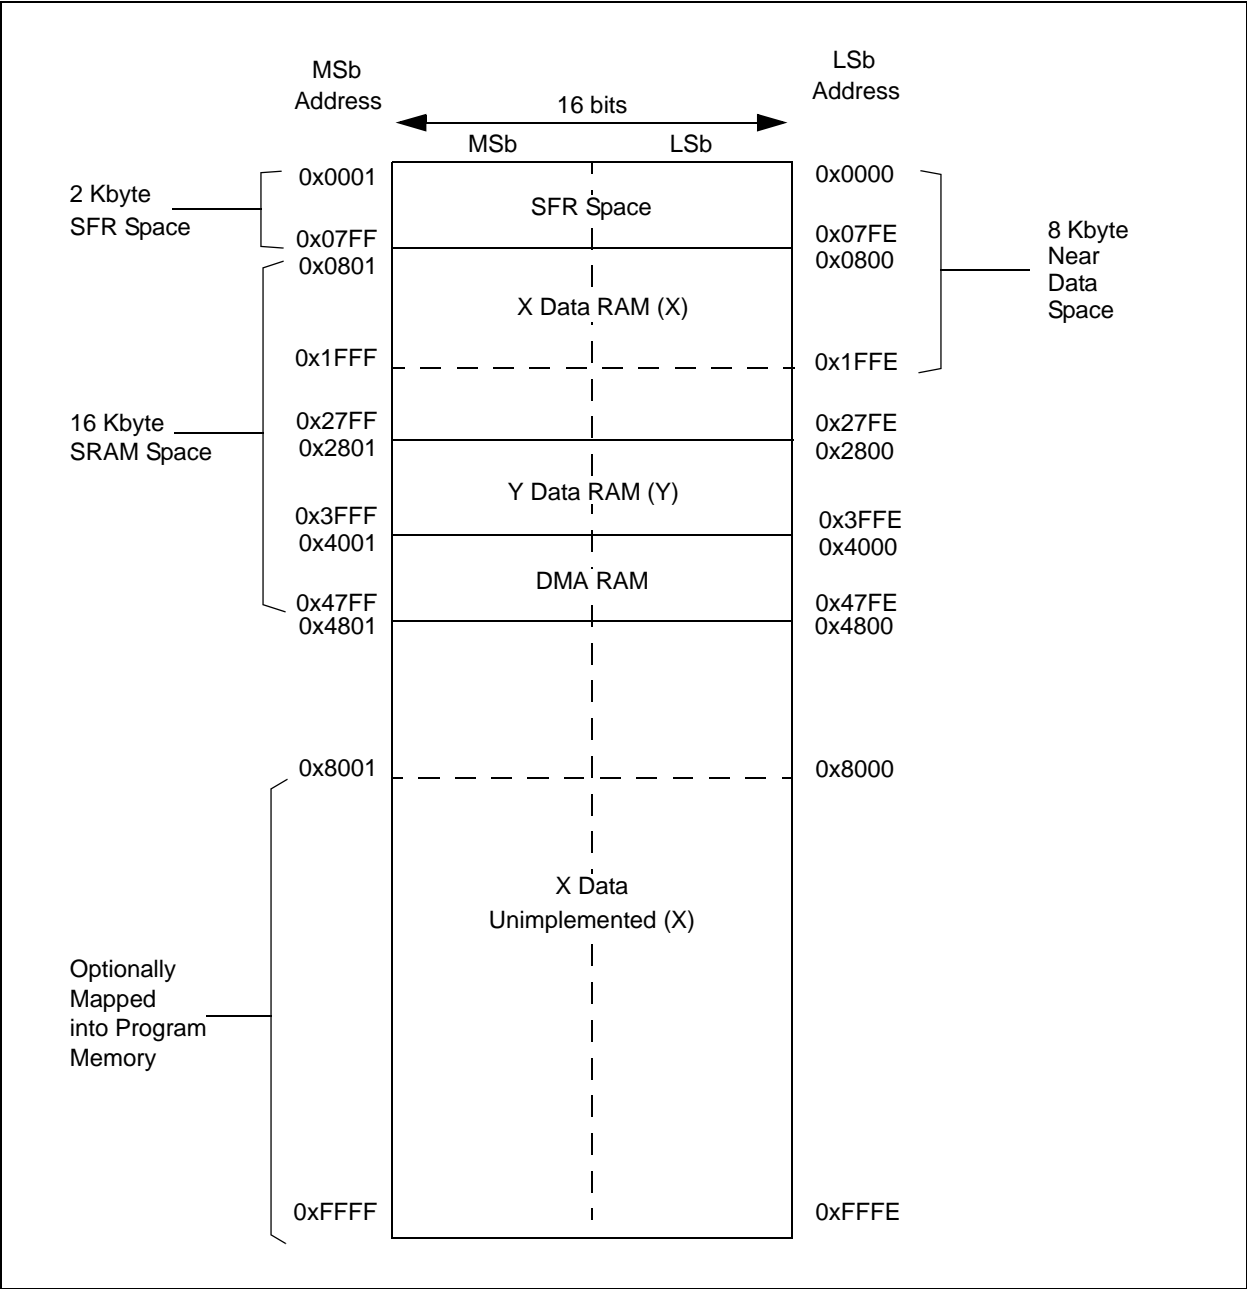 MSb
Address
LSb
Address
16 bits
MSb
LSb
2 Kbyte
SFR Space
0x0001
SFR Space
0x0000
0x07FF
0x0801
0x07FE
0x0800
8 Kbyte
Near
Data
Space
X Data RAM (X)
0x1FFF
0x1FFE
16 Kbyte
SRAM Space
0x27FF
0x2801
0x27FE
0x2800
Y Data RAM (Y)
0x3FFF
0x4001
0x3FFE
0x4000
DMA RAM
0x47FF
0x4801
0x47FE
0x4800
0x8001
0x8000
X Data
Unimplemented (X)
Optionally
Mapped
into Program
Memory
0xFFFF
0xFFFE